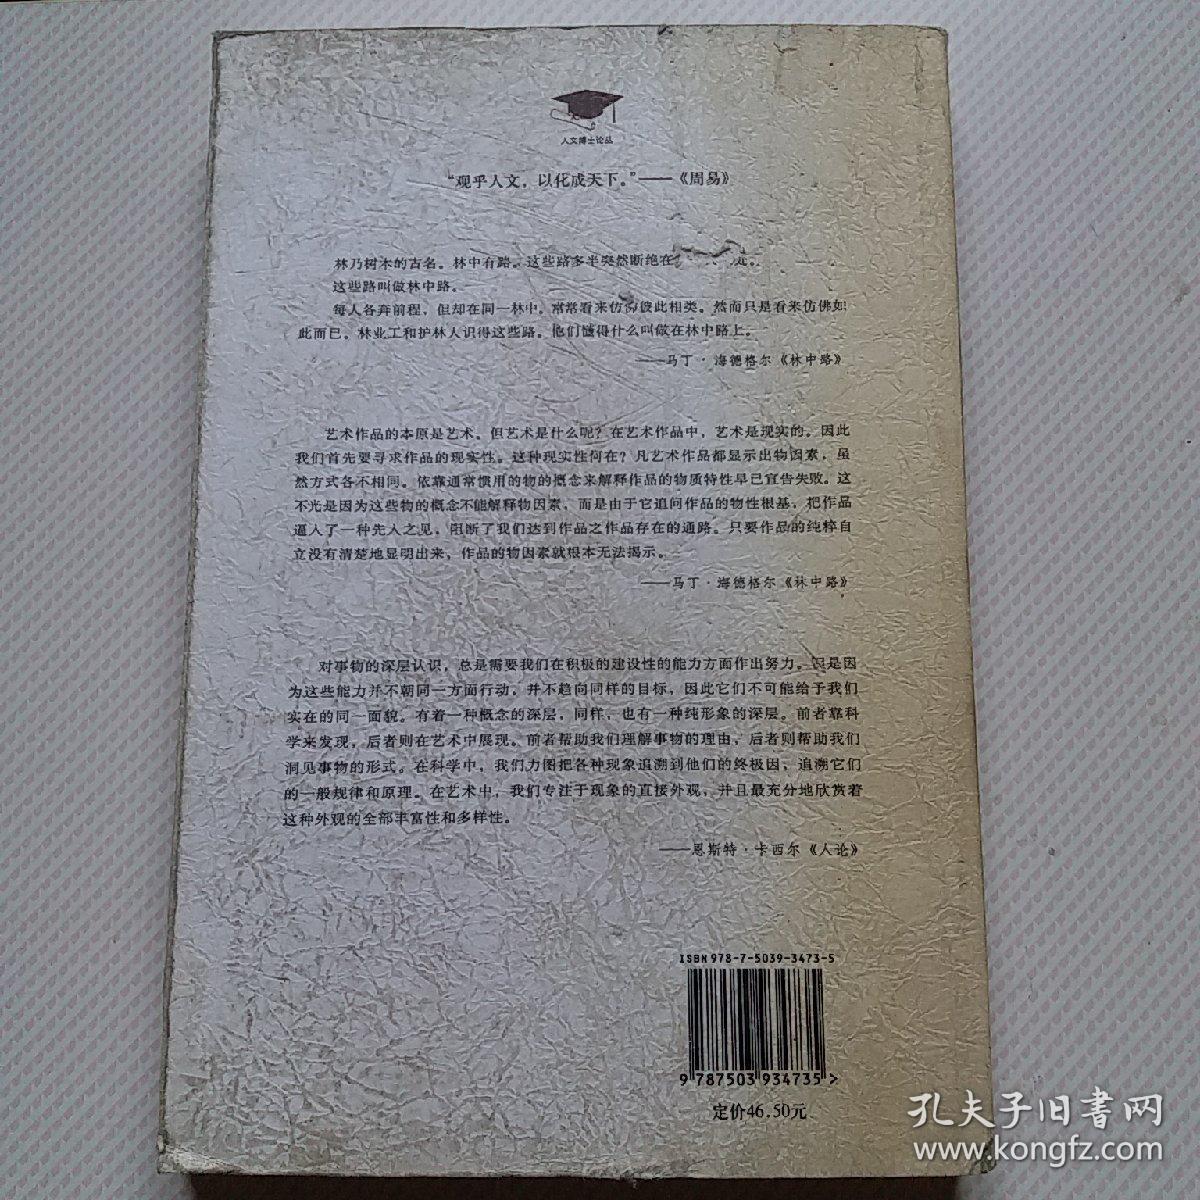 人文博士论丛
“观乎人文，以化成天下。”——《周易》
林乃树木的古名。林中有路。这些路多半突然断绝在
这些路叫做林中路。
每人各奔前程，但却在同一林中。常常看来仿佛彼此相类。然而只是看来仿佛如
此而已。林业工和护林人识得这些路。他们懂得什么叫做在林中路上。
——马丁·海德格尔《林中路》
艺术作品的本原是艺术。但艺术是什么呢？在艺术作品中，艺术是现实的。因此
我们首先要寻求作品的现实性。这种现实性何在？凡艺术作品都显示出物因素，虽
然方式各不相同。依靠通常惯用的物的概念来解释作品的物质特性早已宣告失败。这
不光是因为这些物的概念不能解释物因素，而是由于它追问作品的物性根基，把作品
逼入了一种先入之见，阻断了我们达到作品之作品存在的通路。只要作品的纯粹自
立没有清楚地显明出来，作品的物因素就根本无法揭示。
——马丁·海德格尔《林中路》
对事物的深层认识，总是需要我们在积极的建设性的能力方面作出努力。但是因
为这些能力并不朝同一方面行动，并不趋向同样的目标，因此它们不可能给予我们
实在的同一面貌。有着一种概念的深层，同样，也有一种纯形象的深层。前者靠科
学来发现，后者则在艺术中展现。前者帮助我们理解事物的理由，后者则帮助我们
洞见事物的形式。在科学中，我们力图把各种现象追溯到他们的终极因，追溯它们
的一般规律和原理。在艺术中，我们专注于现象的直接外观，并且最充分地欣赏着
这种外观的全部丰富性和多样性。
——恩斯特·卡西尔《人论》
ISBN 978-7-5039-3473-5
9 787503 934735 >
定价46.50元
孔夫子旧书网
www.kongfz.com